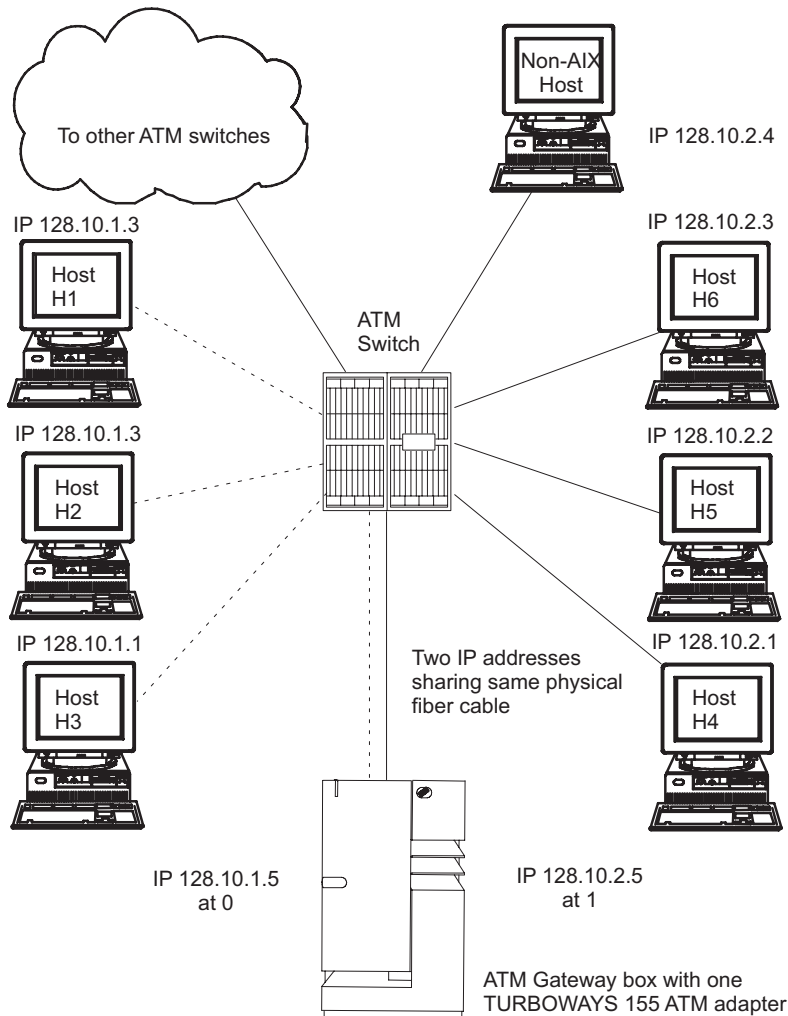 Non-AIX
Host
To other ATM switches
IP 128.10.2.4
IP 128.10.1.3
IP 128.10.2.3
Host
H1
Host
H6
ATM
Switch
IP 128.10.1.3
IP 128.10.2.2
Host
H2
Host
H5
IP 128.10.1.1
IP 128.10.2.1
Two IP addresses
sharing same physical
fiber cable
Host
H3
Host
H4
IP 128.10.1.5
at 0
IP 128.10.2.5
at 1
ATM Gateway box with one
TURBOWAYS 155 ATM adapter